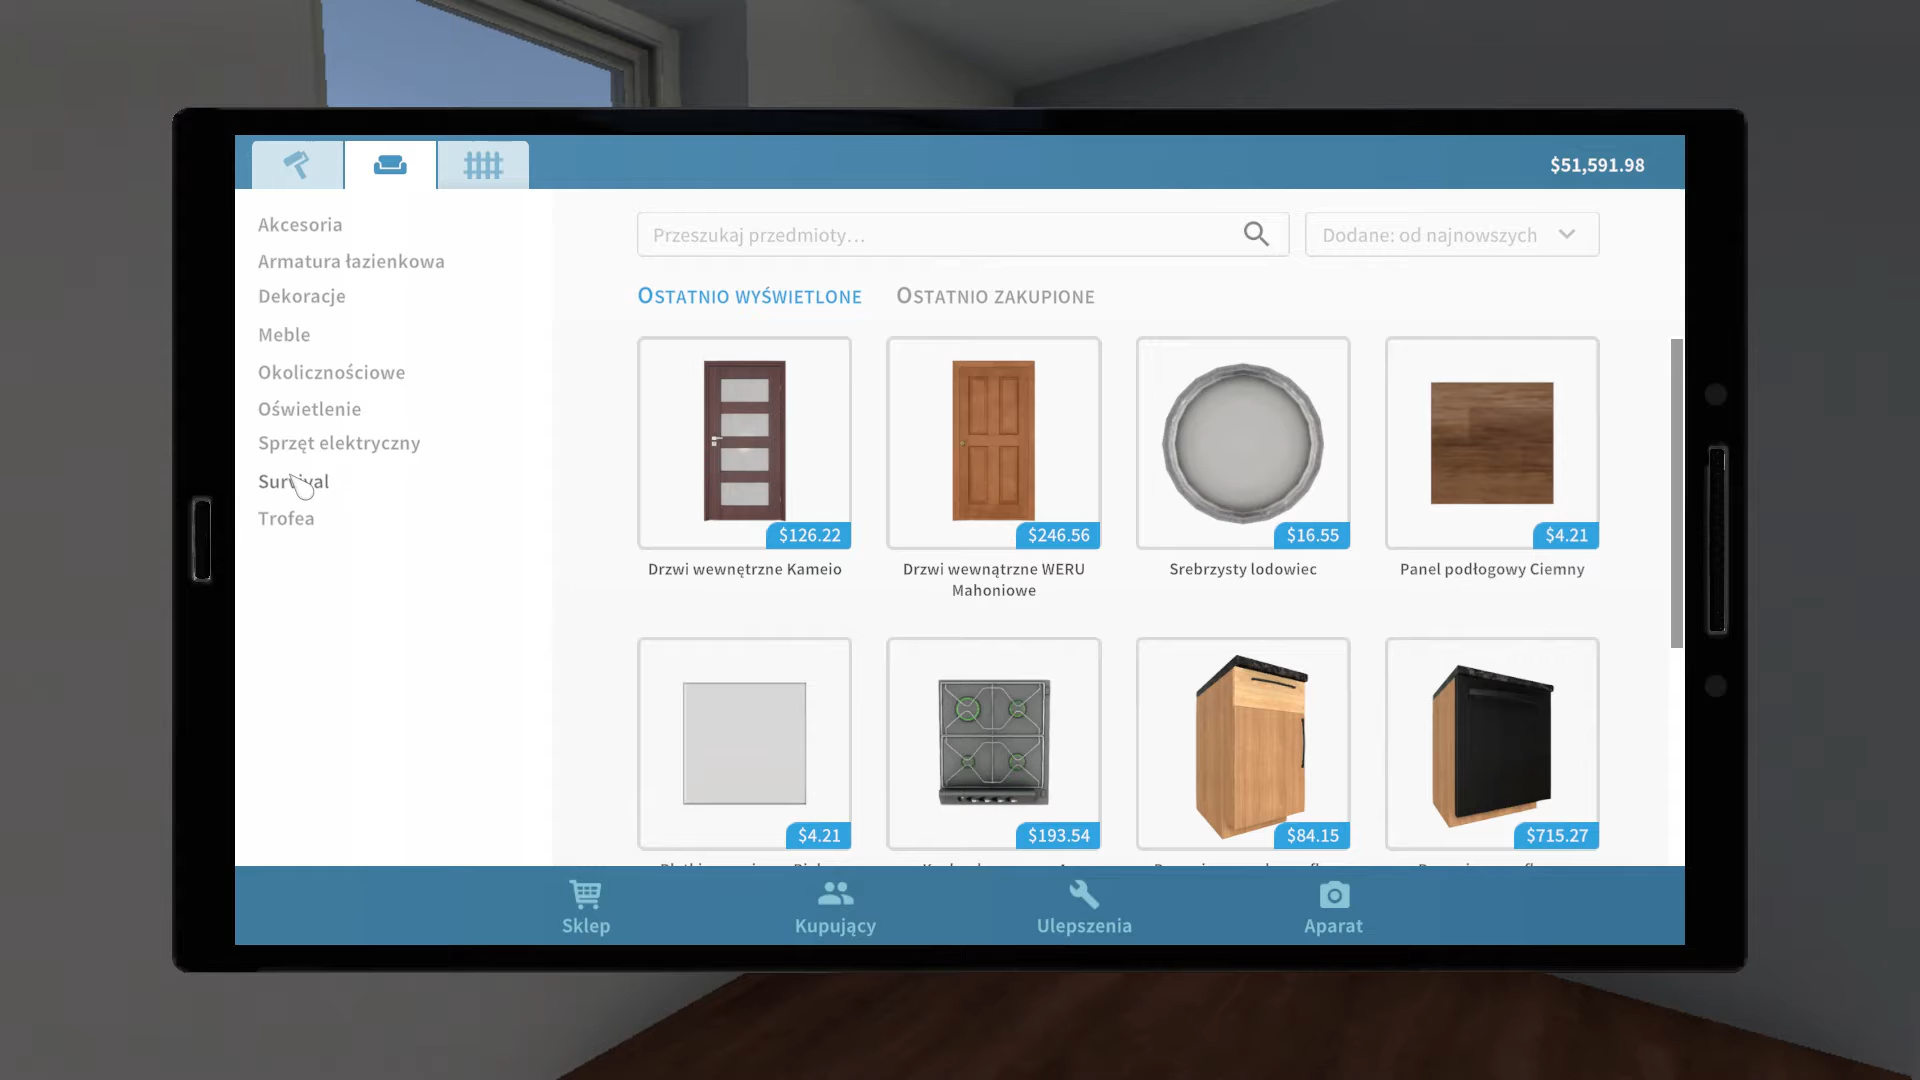 $51,591.98
Akcesoria
Armatura łazienkowa
Dekoracje
Meble
Okolicznościowe
Oświetlenie
Sprzęt elektryczny
Survival
Trofea
Przeszukaj przedmioty...
Dodane: od najnowszych
OSTATNIO WYŚWIETLONE
OSTATNIO ZAKUPIONE
$126.22
$246.56
$16.55
$4.21
Drzwi wewnętrzne Kameio
Drzwi wewnątrzne WERU
Mahoniowe
Srebrzysty lodowiec
Panel podłogowy Ciemny
$4.21
$193.54
$84.15
$715.27
Sklep
Kupujący
Ulepszenia
Aparat